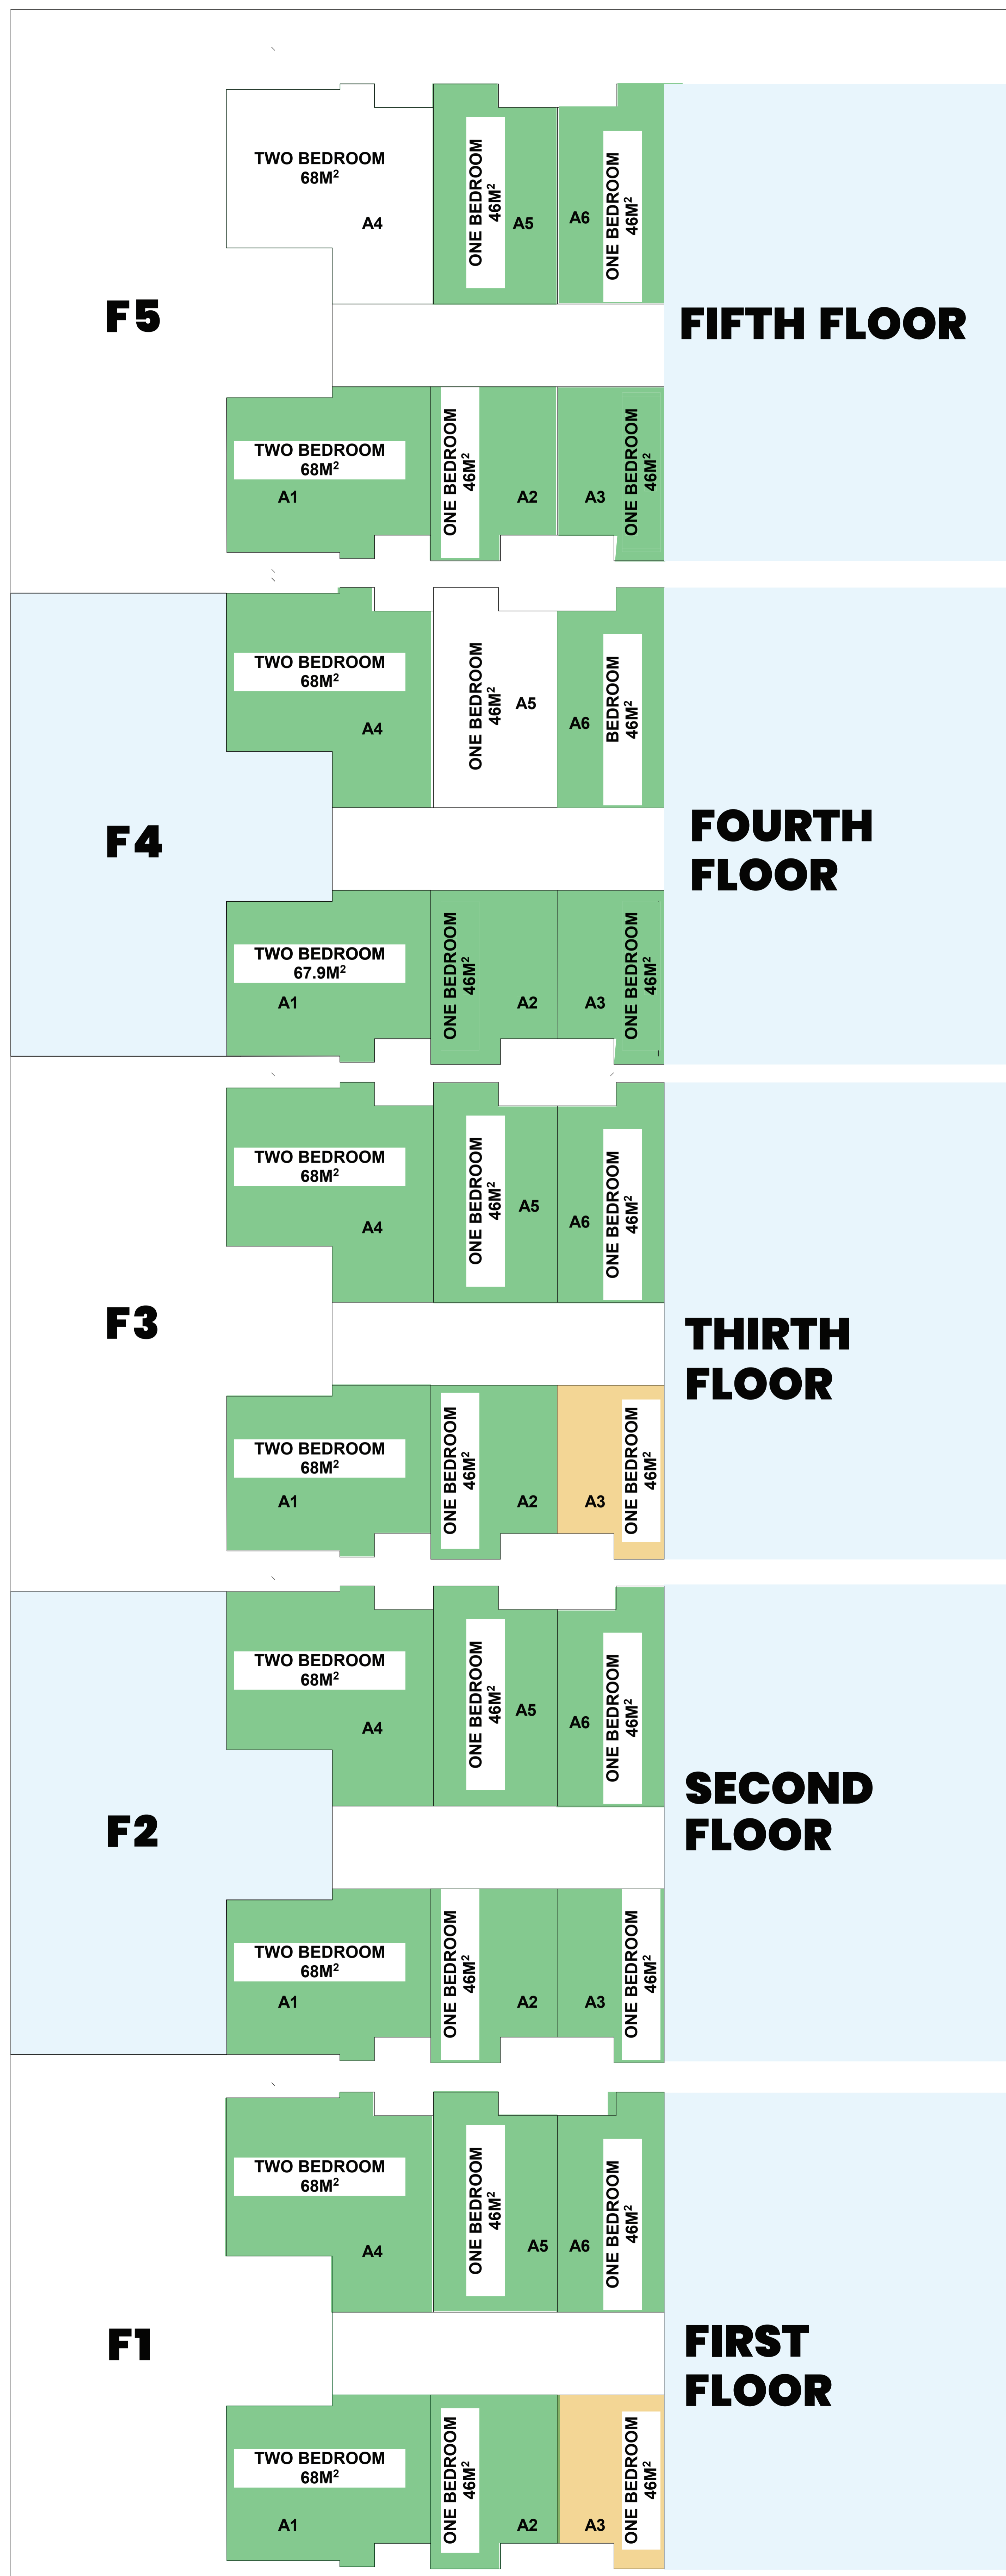 TWO BEDROOM
68M²
A4
ONE BEDROOM
46M²
A5
A6
ONE BEDROOM
46M²
F5
FIFTH FLOOR
TWO BEDROOM
68M²
A1
ONE BEDROOM
46M²
A2
A3
ONE BEDROOM
46M²
TWO BEDROOM
68M²
A4
ONE BEDROOM
46M²
A5
A6
BEDROOM
46M²
F4
FOURTH
FLOOR
TWO BEDROOM
67.9M²
A1
ONE BEDROOM
46M²
A2
A3
ONE BEDROOM
46M²
TWO BEDROOM
68M²
A4
ONE BEDROOM
46M²
A5
A6
ONE BEDROOM
46M²
F3
THIRTH
FLOOR
TWO BEDROOM
68M²
A1
ONE BEDROOM
46M²
A2
A3
ONE BEDROOM
46M²
TWO BEDROOM
68M²
A4
ONE BEDROOM
46M²
A5
A6
ONE BEDROOM
46M²
F2
SECOND
FLOOR
TWO BEDROOM
68M²
A1
ONE BEDROOM
46M²
A2
A3
ONE BEDROOM
46M²
TWO BEDROOM
68M²
A4
ONE BEDROOM
46M²
A5
A6
ONE BEDROOM
46M²
F1
FIRST
FLOOR
TWO BEDROOM
68M²
A1
ONE BEDROOM
46M²
A2
A3
ONE BEDROOM
46M²